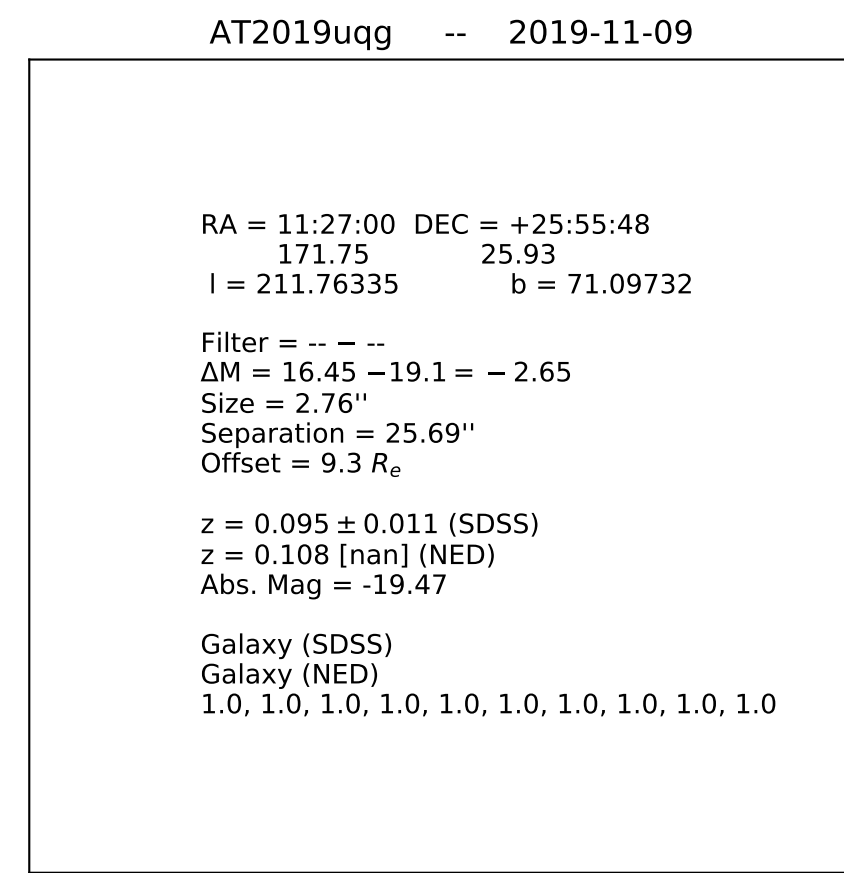 AT2019uqg -- 2019-11-09
RA = 11:27:00 DEC = +25:55:48
171.75 25.93
l = 211.76335 b = 71.09732
Filter = -- − --
ΔM = 16.45 −19.1 = − 2.65
Size = 2.76''
Separation = 25.69''
Offset = 9.3 Re
z = 0.095 ± 0.011 (SDSS)
z = 0.108 [nan] (NED)
Abs. Mag = -19.47
Galaxy (SDSS)
Galaxy (NED)
1.0, 1.0, 1.0, 1.0, 1.0, 1.0, 1.0, 1.0, 1.0, 1.0